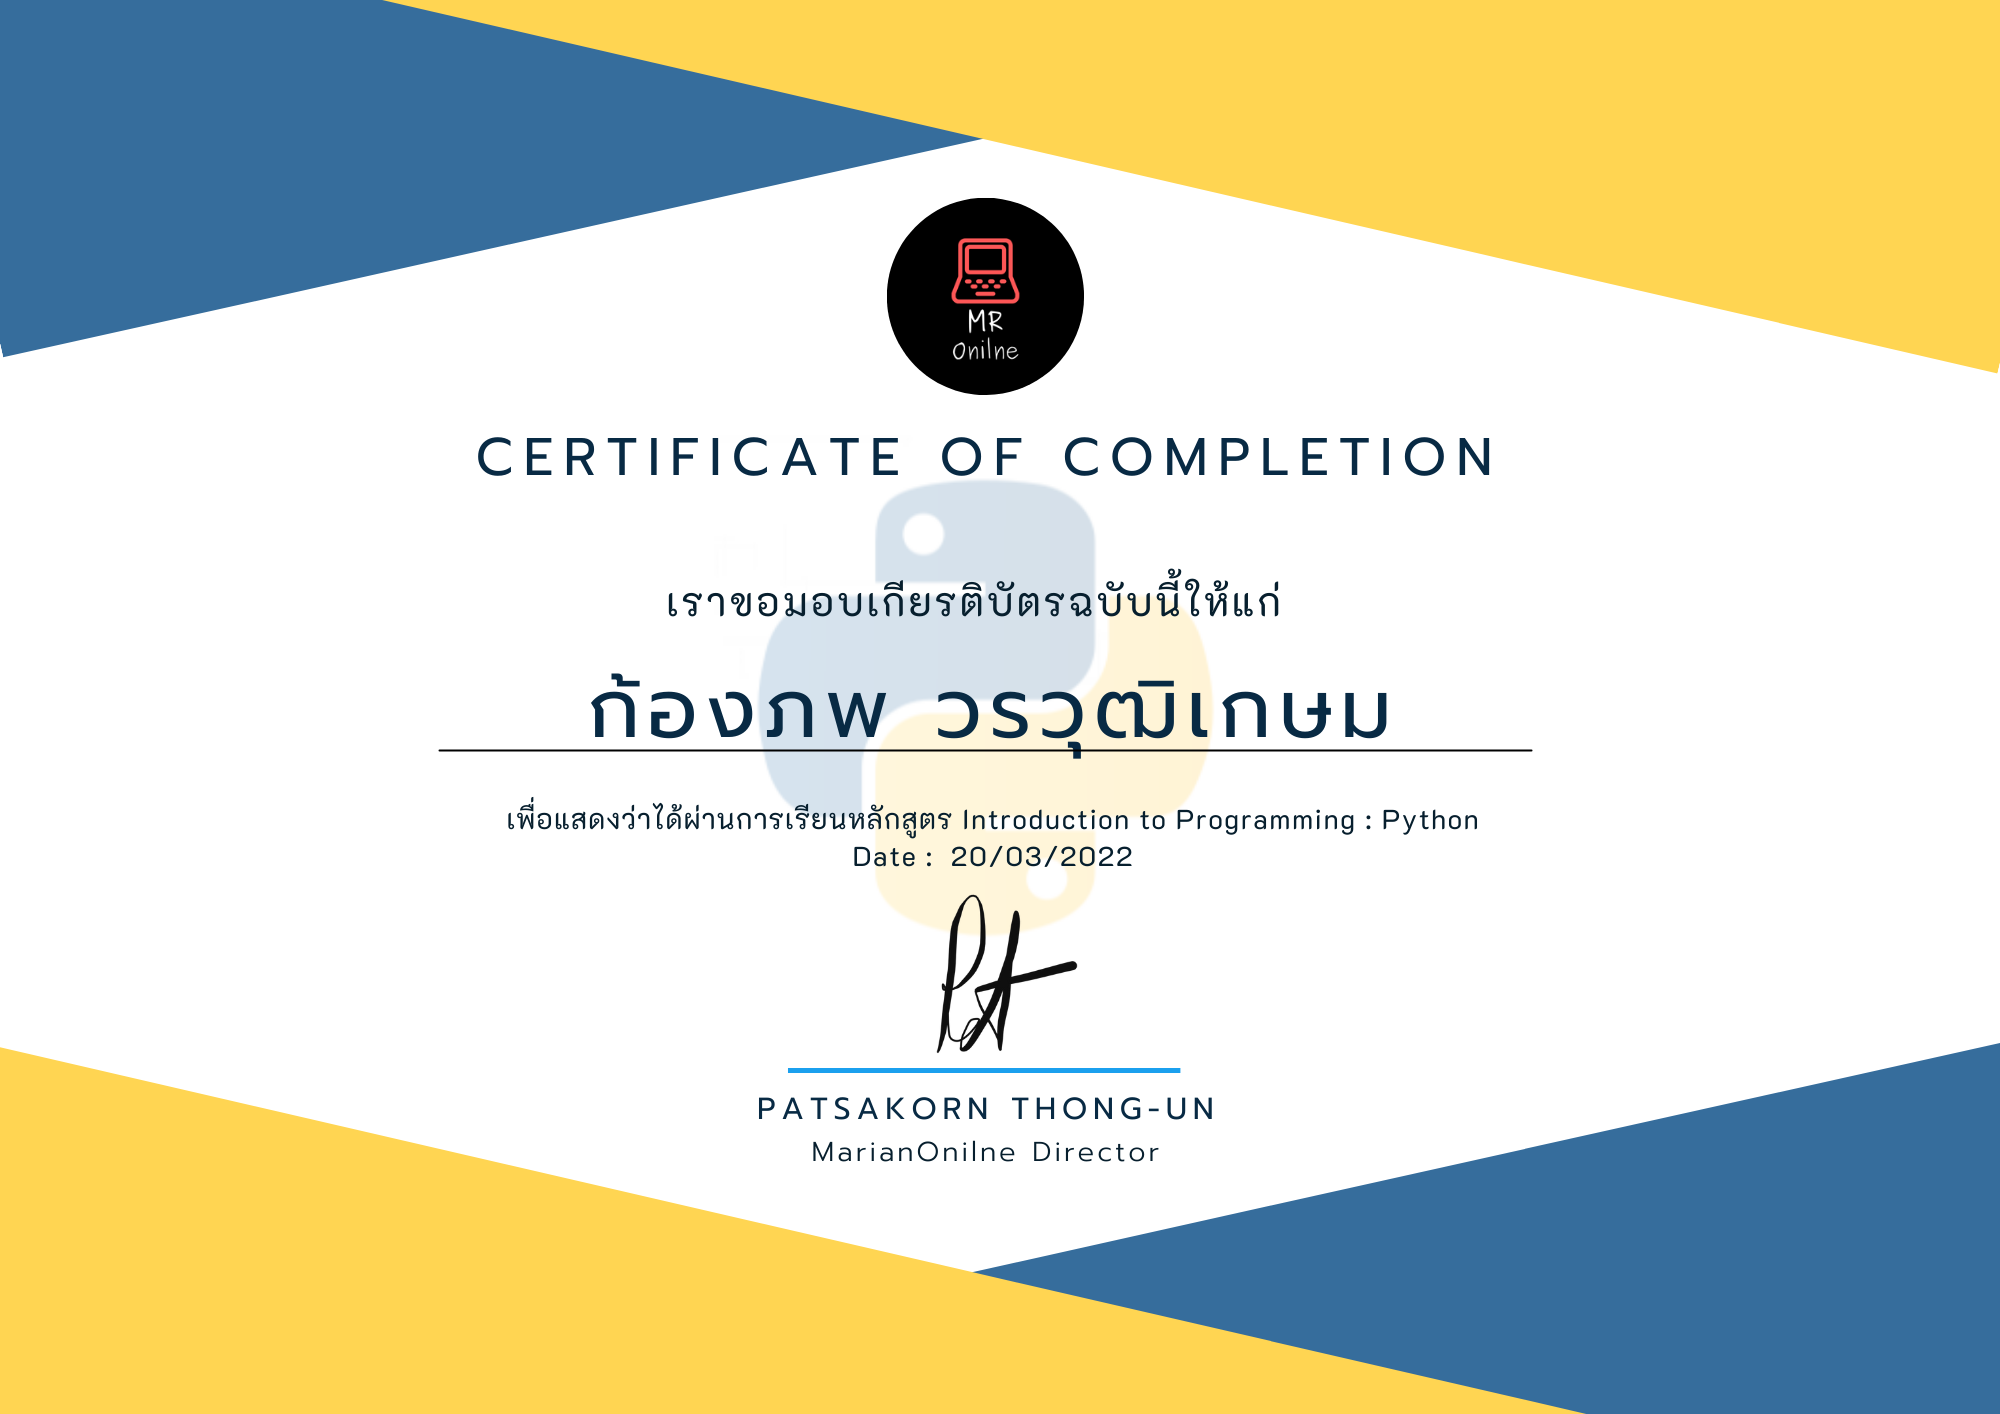 MR
Onilne
CERTIFICATE OF COMPLETION
เราขอมอบเกียรติบัตรฉบับนี้ให้แก่
ก้องภพ วรวุฒิเกษม
เพื่อแสดงว่าได้ผ่านการเรียนหลักสูตร Introduction to Programming : Python
Date : 20/03/2022
PATSAKORN THONG-UN
MarianOnilne Director